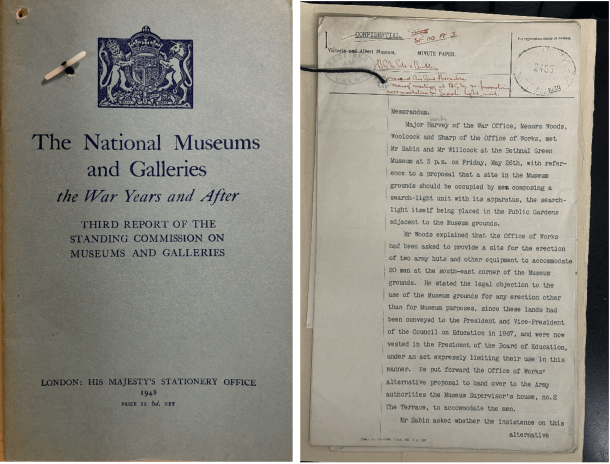 The National Museums
and Galleries
the War Years and After
THIRD REPORT OF THE
STANDING COMMISSION ON
MUSEUMS AND GALLERIES
LONDON: HIS MAJESTY'S STATIONERY OFFICE
1948
PRICE 2s. 6d. NET
CONFIDENTIAL
Victoria and Albert Museum.
MINUTE PAPER.
2455
Memorandum.
Major Harvey of the War Office, Messrs Woods,
Woolcock and Sharp of the Office of Works, met
Mr Sabin and Mr Willcock at the Bethnal Green
Museum at 3 p.m. on Friday, May 26th, with refer-
ence to a proposal that a site in the Museum
grounds should be occupied by men composing a
search-light unit with its apparatus, the search-
light itself being placed in the Public Gardens
adjacent to the Museum grounds.
Mr Woods explained that the Office of Works
had been asked to provide a site for the erection
of two army huts and other equipment to accommodate
20 men at the south-east corner of the Museum
grounds. He stated the legal objection to the
use of the Museum grounds for any erection other
than for Museum purposes, since these lands had
been conveyed to the President and Vice-President
of the Council on Education in 1867, and were now
vested in the President of the Board of Education,
under an act expressly limiting their use in this
manner. He put forward the Office of Works'
alternative proposal to hand over to the Army
authorities the Museum Supervisor's house, no.2
The Terrace, to accommodate the men.
Mr Sabin asked whether the insistence on this
alternative